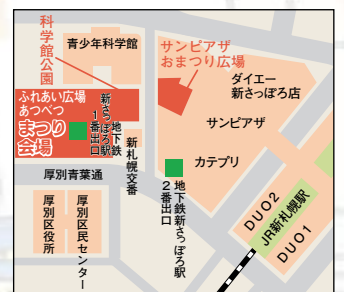 科学館公園
青少年科学館
サンピアザ
おまつり広場
ダイエー
新さっぽろ店
ふれあい広場
あつべつ
まつり
会場
地下鉄
新さっぽろ駅
1番出口
新札幌交番
サンピアザ
カテプリ
厚別青葉通
地下鉄新さっぽろ駅
2番出口
厚別区役所
厚別区民センター
DUO2
JR新札幌駅
DUO1